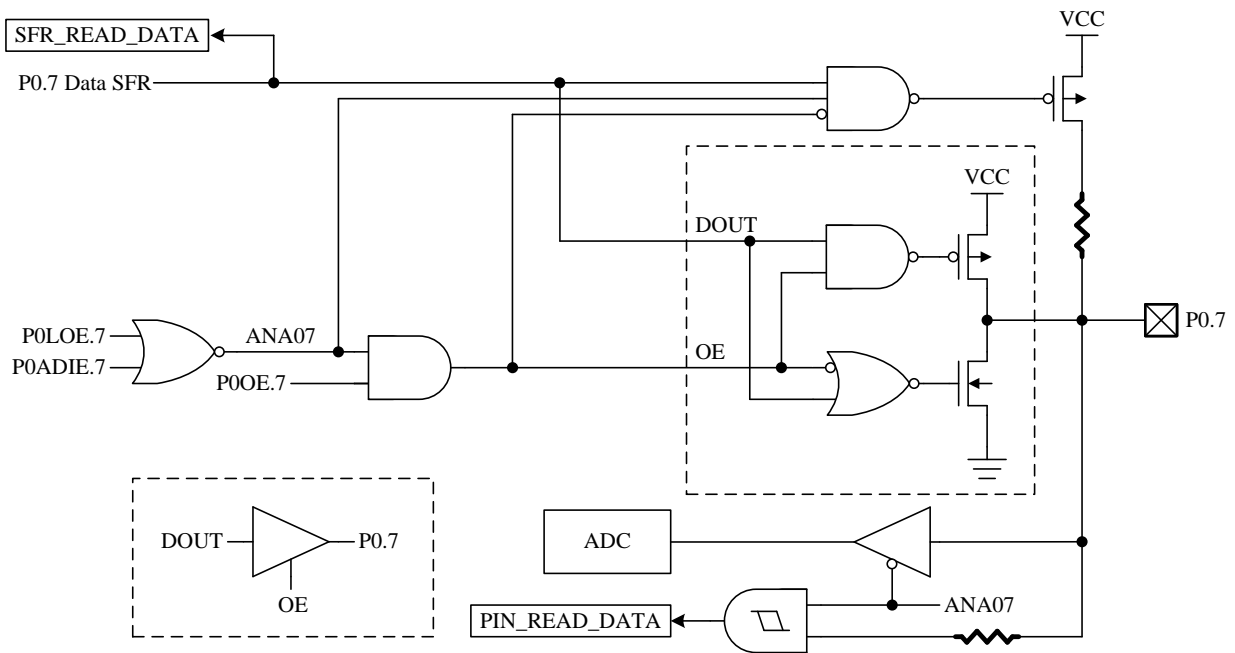 VCC
SFR_READ_DATA
P0.7 Data SFR
VCC
DOUT
P0LOE.7
ANA07
P0.7
P0ADIE.7
P0OE.7
OE
DOUT
P0.7
ADC
OE
ANA07
PIN_READ_DATA